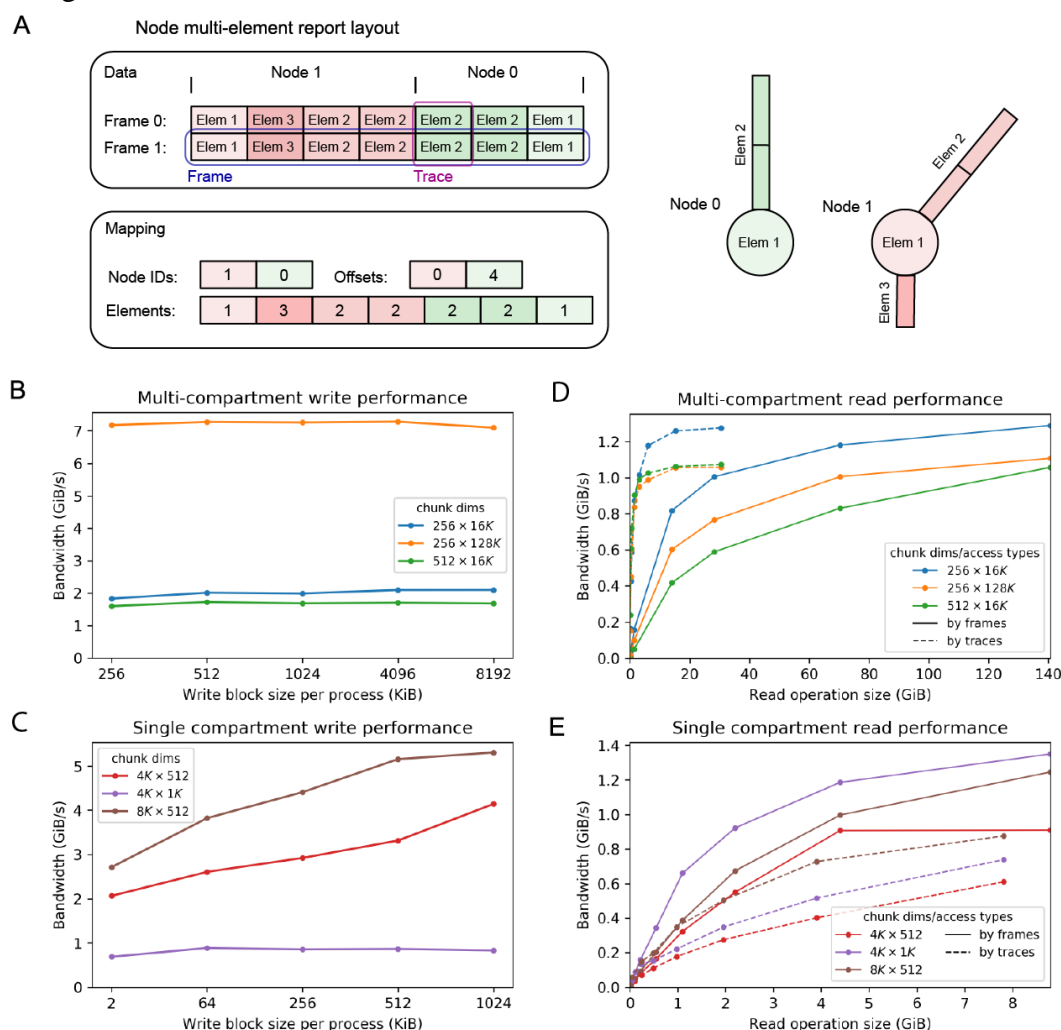 A
Node multi-element report layout
Data
Node 1
Node 0
Frame 0:
Elem 1 Elem 3 Elem 2 Elem 2 Elem 2 Elem 2 Elem 1
Frame 1:
Elem 1 Elem 3 Elem 2 Elem 2 Elem 2 Elem 2 Elem 1
Frame
Trace
Mapping
Node IDs: 1 0 Offsets: 0 4
Elements: 1 3 2 2 2 2 1
Elem 2
Node 0
Elem 1
Elem 2
Node 1
Elem 1
Elem 3
B
Multi-compartment write performance
Bandwidth (GiB/s)
7
6
5
4
3
2
1
0
chunk dims
256 × 16K
256 × 128K
512 × 16K
256 512 1024 4096 8192
Write block size per process (KiB)
C
Single compartment write performance
Bandwidth (GiB/s)
5
4
3
2
1
0
chunk dims
4K × 512
4K × 1K
8K × 512
2 64 256 512 1024
Write block size per process (KiB)
D
Multi-compartment read performance
Bandwidth (GiB/s)
1.2
1.0
0.8
0.6
0.4
0.2
0.0
chunk dims/access types
256 × 16K
256 × 128K
512 × 16K
by frames
by traces
0 20 40 60 80 100 120 140
Read operation size (GiB)
E
Single compartment read performance
Bandwidth (GiB/s)
1.4
1.2
1.0
0.8
0.6
0.4
0.2
0.0
chunk dims/access types
4K × 512
4K × 1K
8K × 512
by frames
by traces
0 1 2 3 4 5 6 7 8
Read operation size (GiB)